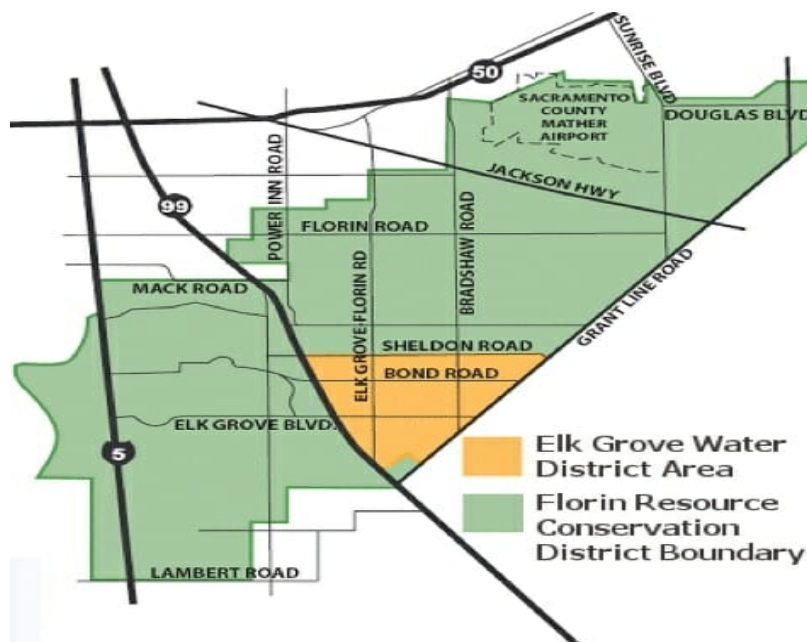 50
SUNRISE BLVD
SACRAMENTO
COUNTY
MATHER
AIRPORT
DOUGLAS BLVD
POWER INN ROAD
JACKSON HWY
99
BRADSHAW ROAD
FLORIN ROAD
ELK GROVE-FLORIN RD
GRANT LINE ROAD
MACK ROAD
SHELDON ROAD
BOND ROAD
ELK GROVE BLVD.
5
Elk Grove Water
District Area
Florin Resource
Conservation
District Boundary
LAMBERT ROAD